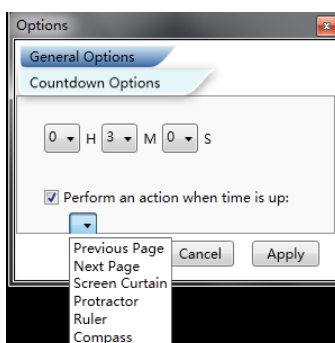 Options
General Options
Countdown Options
0 H 3 M 0 S
Perform an action when time is up:
Previous Page
Next Page
Screen Curtain
Protractor
Ruler
Compass
Cancel Apply